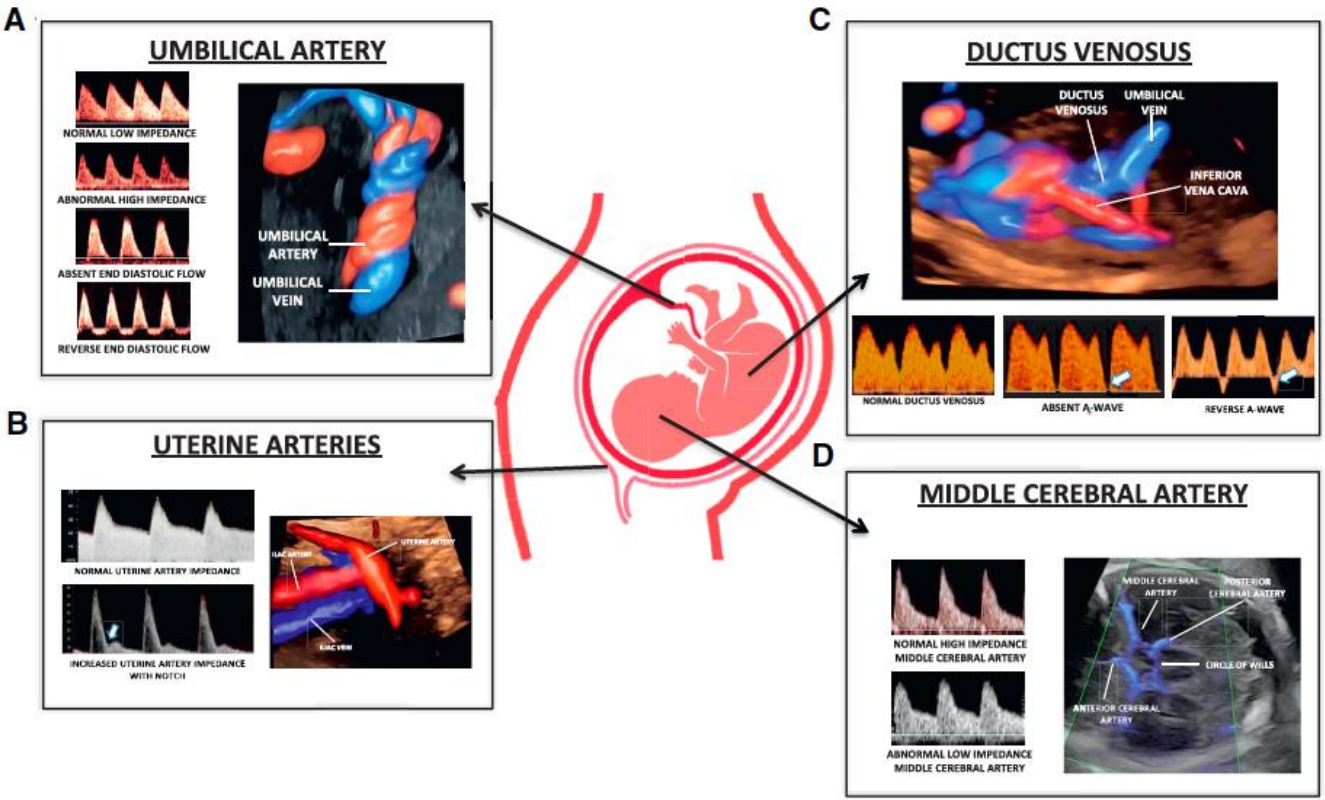 A
UMBILICAL ARTERY
NORMAL LOW IMPEDANCE
ABNORMAL HIGH IMPEDANCE
ABSENT END DIASTOLIC FLOW
REVERSE END DIASTOLIC FLOW
UMBILICAL
ARTERY
UMBILICAL
VEIN
B
UTERINE ARTERIES
NORMAL UTERINE ARTERY IMPEDANCE
INCREASED UTERINE ARTERY IMPEDANCE
WITH NOTCH
ILAC ARTERY
UTERINE ARTERY
ILIAC VEIN
C
DUCTUS VENOSUS
DUCTUS
VENOSUS
UMBILICAL
VEIN
INFERIOR
VENA CAVA
NORMAL DUCTUS VENOSUS
ABSENT A-WAVE
REVERSE A-WAVE
D
MIDDLE CEREBRAL ARTERY
NORMAL HIGH IMPEDANCE
MIDDLE CEREBRAL ARTERY
ABNORMAL LOW IMPEDANCE
MIDDLE CEREBRAL ARTERY
MIDDLE CEREBRAL
ARTERY
POSTERIOR
CEREBRAL ARTERY
CIRCLE OF WILLS
ANTERIOR CEREBRAL
ARTERY